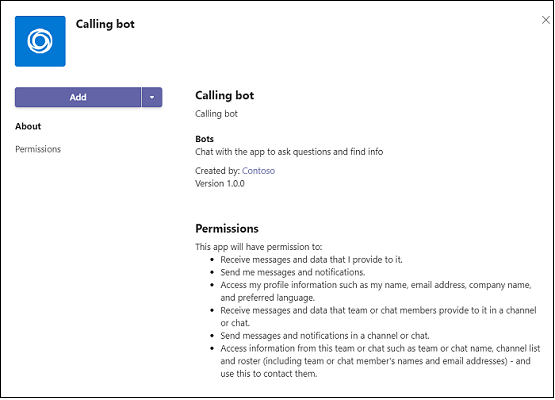 Calling bot
Add
About
Permissions
Calling bot
Calling bot
Bots
Chat with the app to ask questions and find info
Created by: Contoso
Version 1.0.0
Permissions
This app will have permission to:
• Receive messages and data that I provide to it.
• Send me messages and notifications.
• Access my profile information such as my name, email address, company name,
and preferred language.
• Receive messages and data that team or chat members provide to it in a channel
or chat.
• Send messages and notifications in a channel or chat.
• Access information from this team or chat such as team or chat name, channel list
and roster (including team or chat member's names and email addresses) - and
use this to contact them.